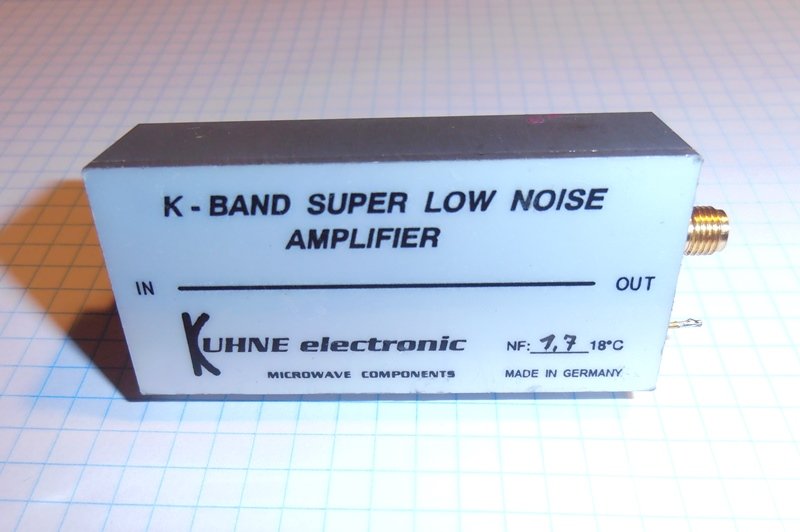 K-BAND SUPER LOW NOISE
AMPLIFIER
IN OUT
KUHNE electronic
NF: 1,7 18°C
MICROWAVE COMPONENTS
MADE IN GERMANY